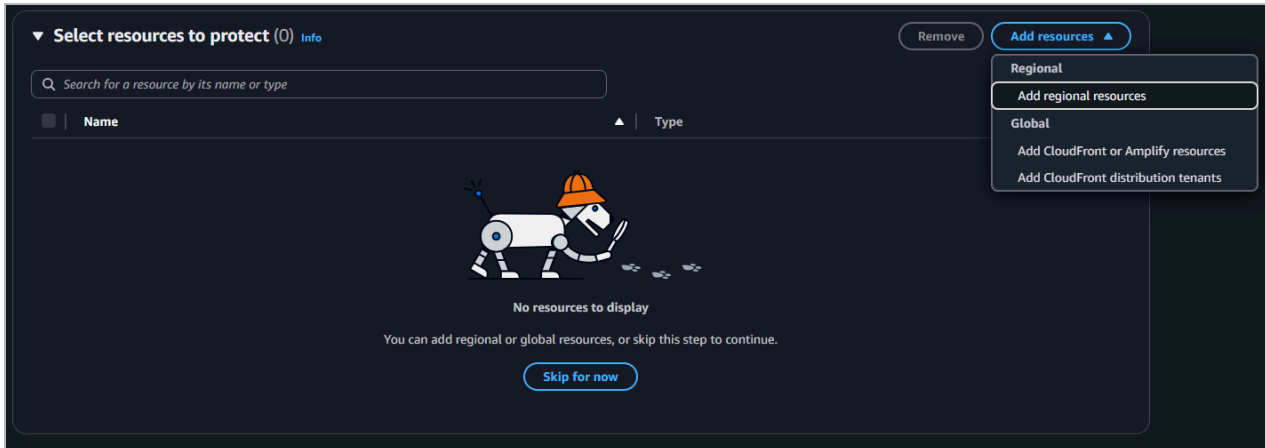 Select resources to protect (0) Info
Remove
Add resources
Search for a resource by its name or type
Name
Type
Regional
Add regional resources
Global
Add CloudFront or Amplify resources
Add CloudFront distribution tenants
No resources to display
You can add regional or global resources, or skip this step to continue.
Skip for now